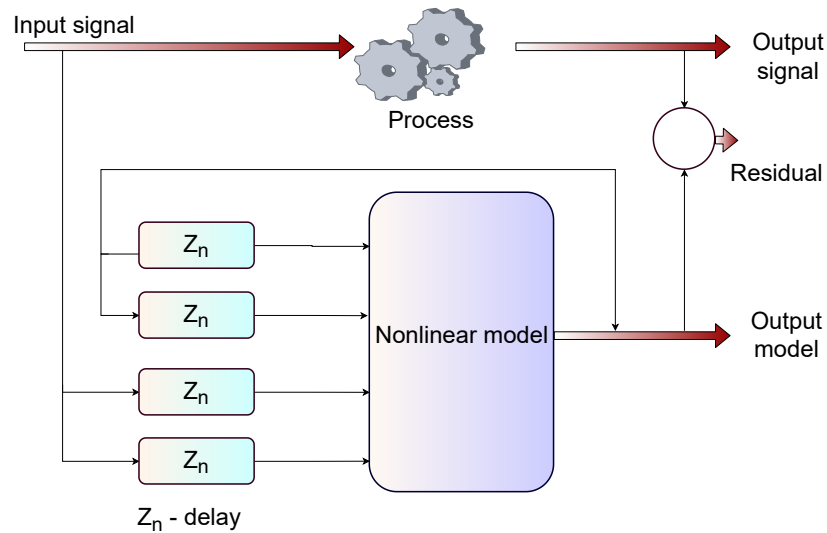 Input signal
Output
signal
Process
Residual
Zn
Zn
Nonlinear model
Output
model
Zn
Zn
Zn - delay